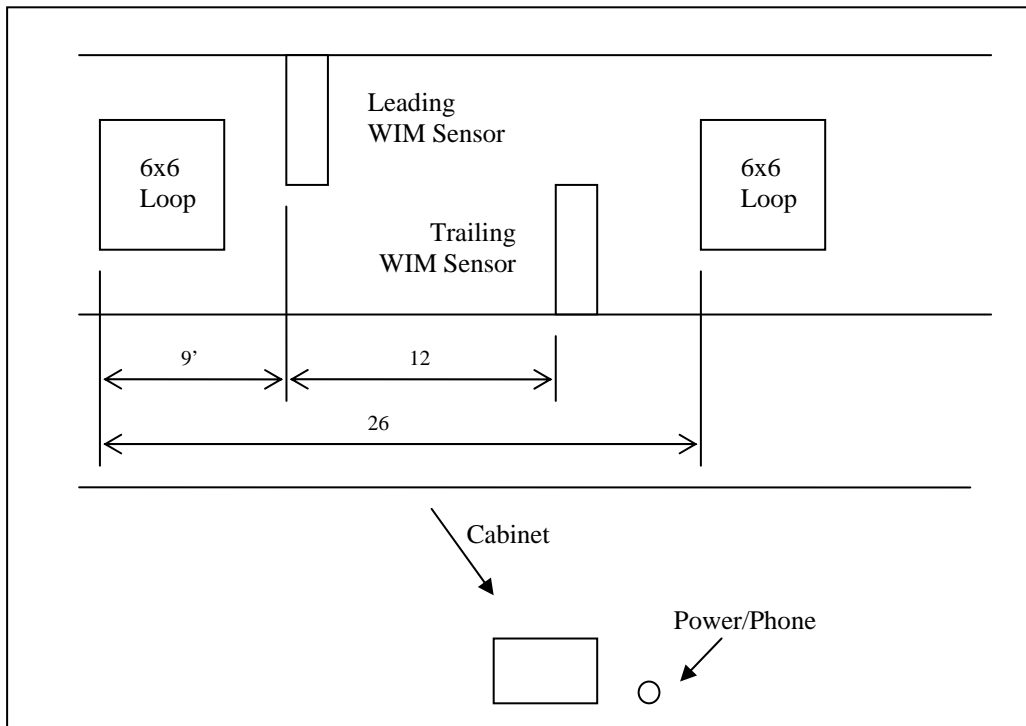 Leading
WIM Sensor
6x6
Loop
6x6
Loop
Trailing
WIM Sensor
9’
12
26
Cabinet
Power/Phone